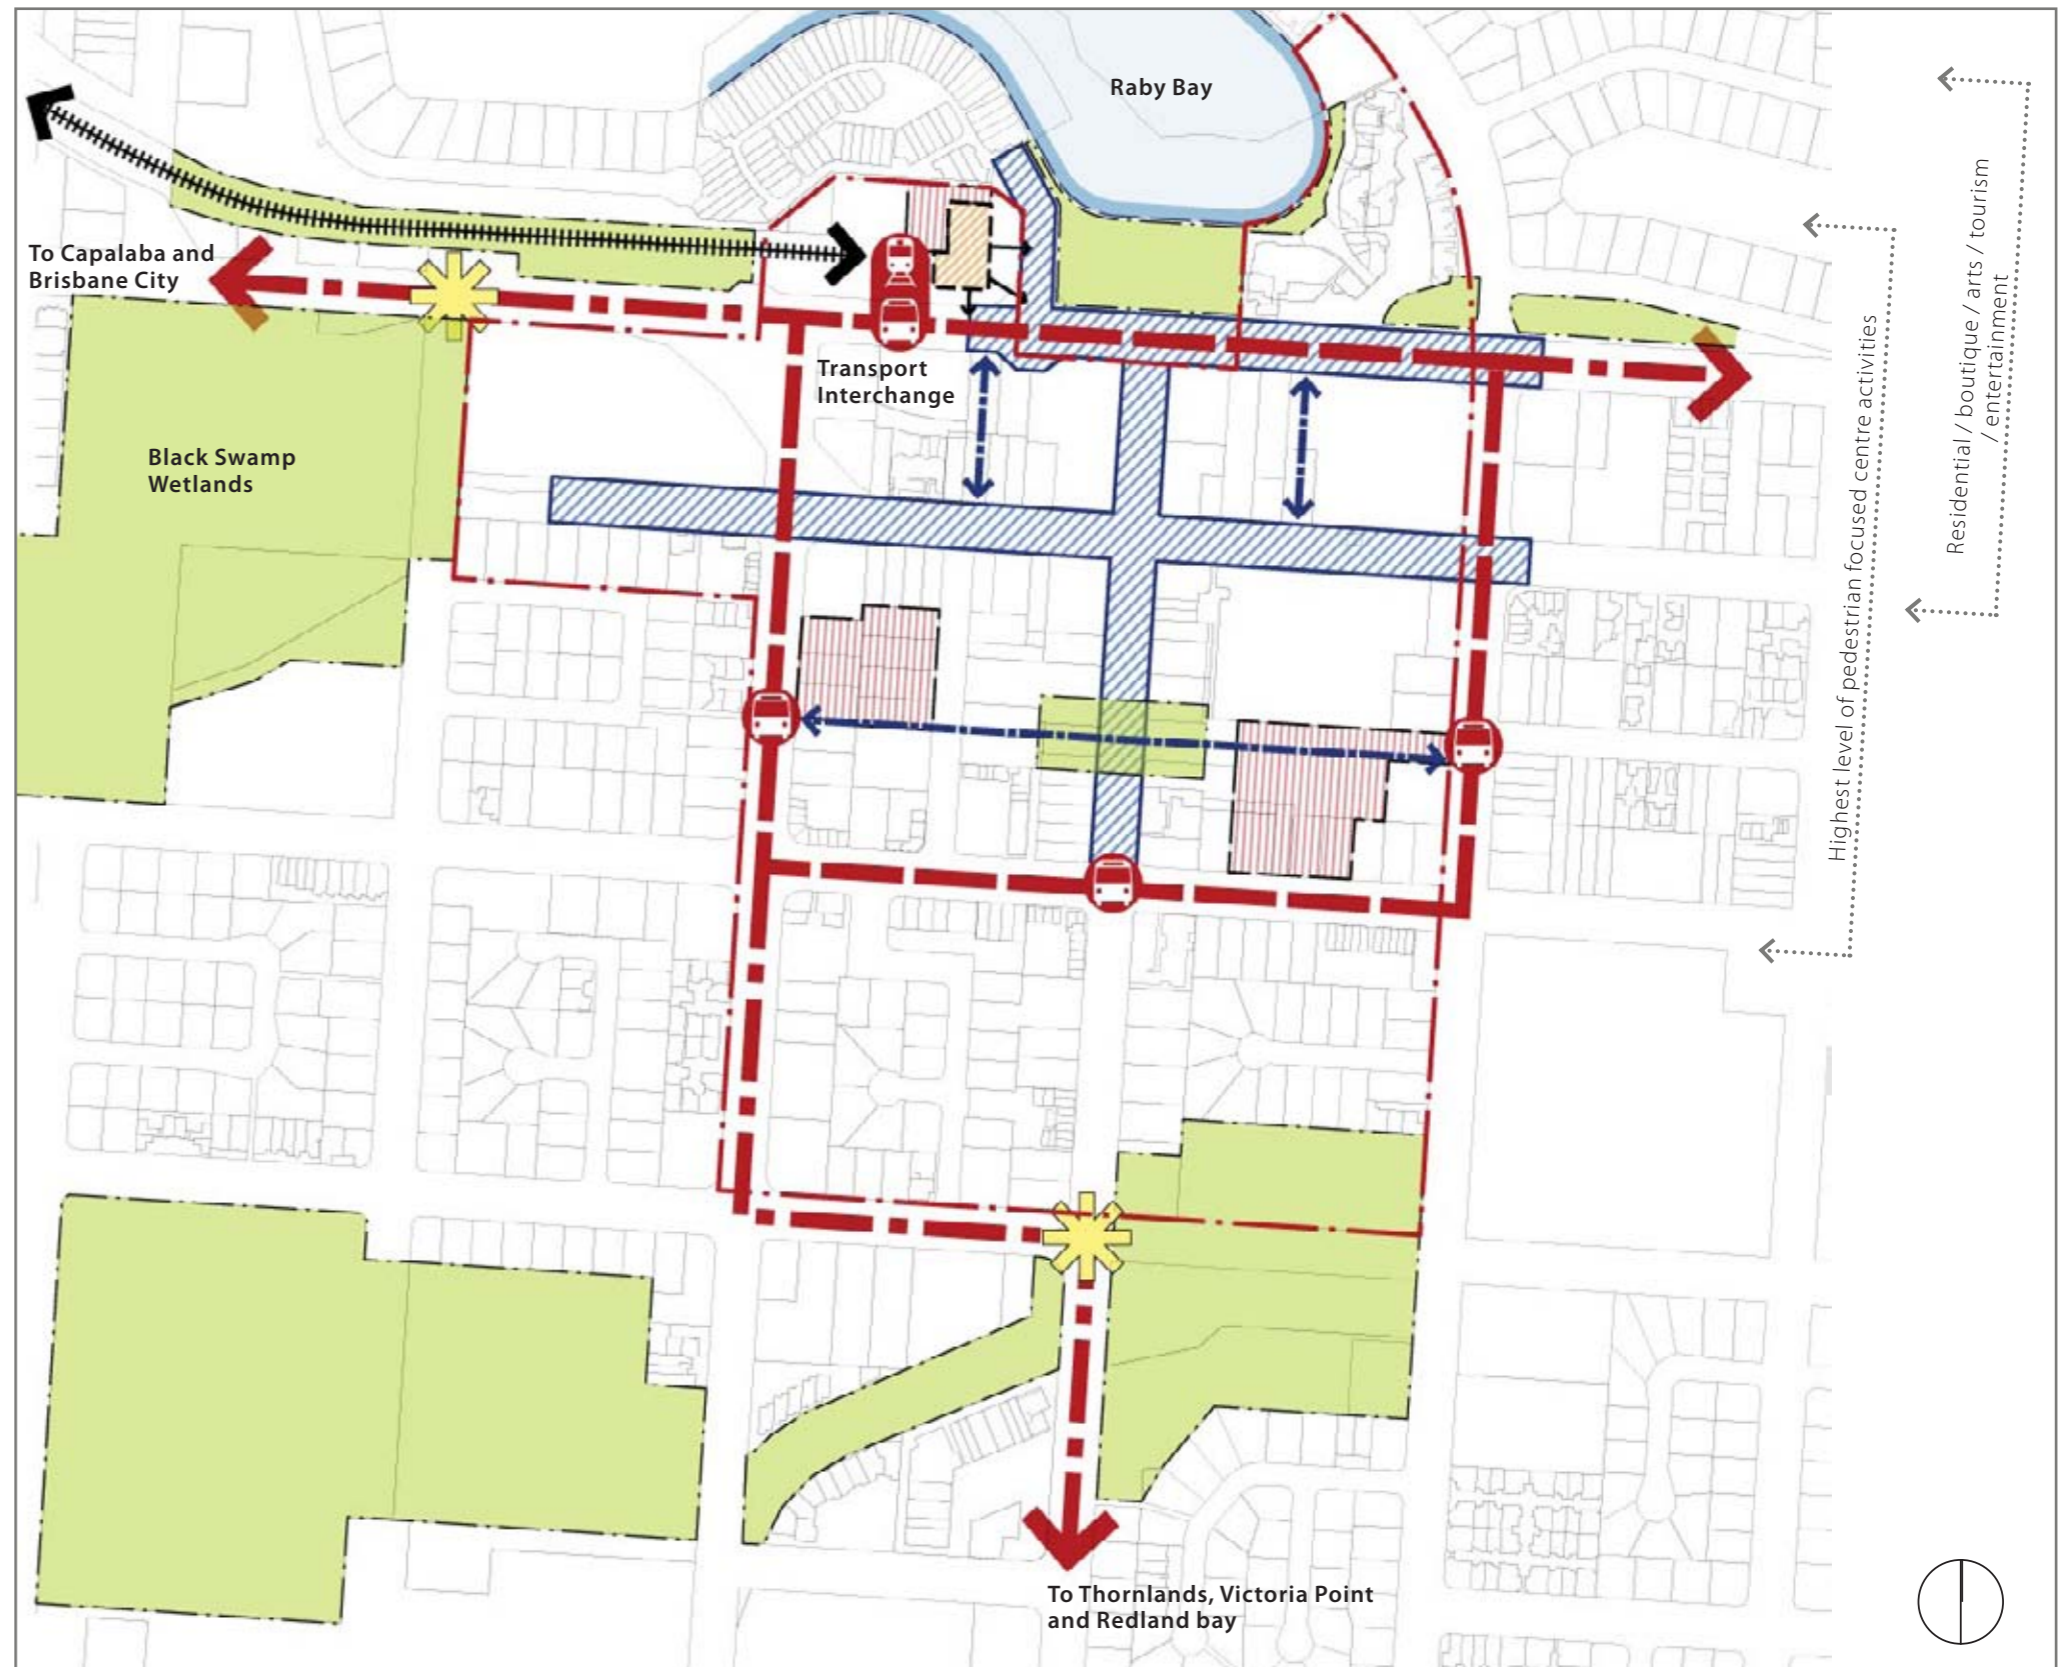 Raby Bay
To Capalaba and
Brisbane City
Transport
Interchange
Black Swamp
Wetlands
Residential / boutique / arts / tourism
/ entertainment
Highest level of pedestrian focused centre activities
To Thornlands, Victoria Point
and Redland bay